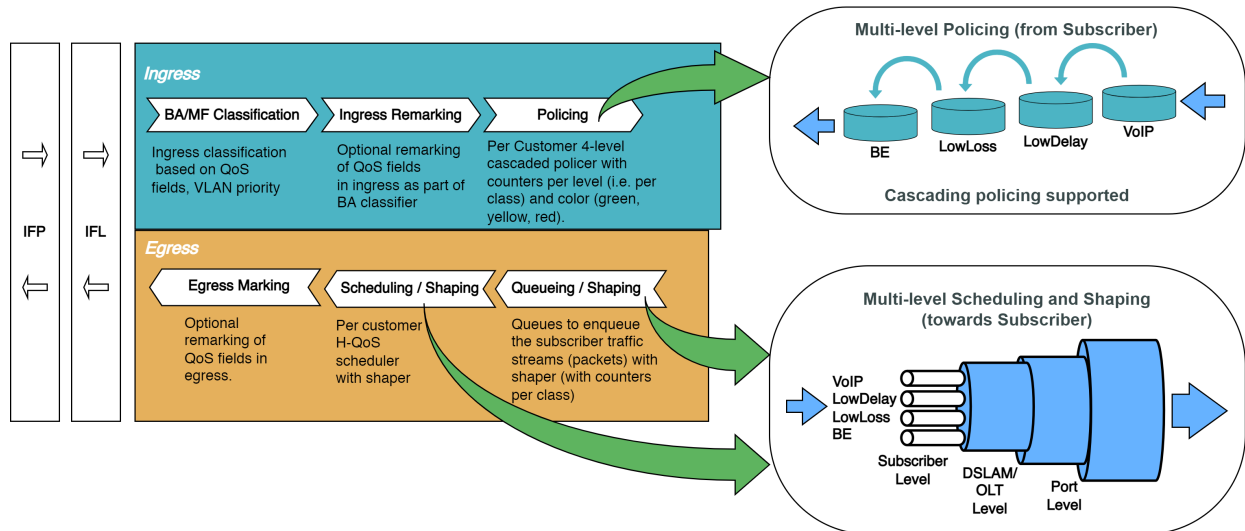 IFP
IFL
Ingress
BA/MF Classification
Ingress classification
based on QoS
fields, VLAN priority
Ingress Remarking
Optional remarking
of QoS fields
in ingress as part of
BA classifier
Policing
Per Customer 4-level
cascaded policer with
counters per level (i.e. per
class) and color (green,
yellow, red).
Egress
Egress Marking
Optional
remarking of
QoS fields in
egress.
Scheduling / Shaping
Per customer
H-QoS
scheduler
with shaper
Queueing / Shaping
Queues to enqueue
the subscriber traffic
streams (packets) with
shaper (with counters
per class)
Multi-level Policing (from Subscriber)
BE
LowLoss
LowDelay
VoIP
Cascading policing supported
Multi-level Scheduling and Shaping
(towards Subscriber)
VoIP
LowDelay
LowLoss
BE
Subscriber
Level
DSLAM/
OLT
Level
Port
Level